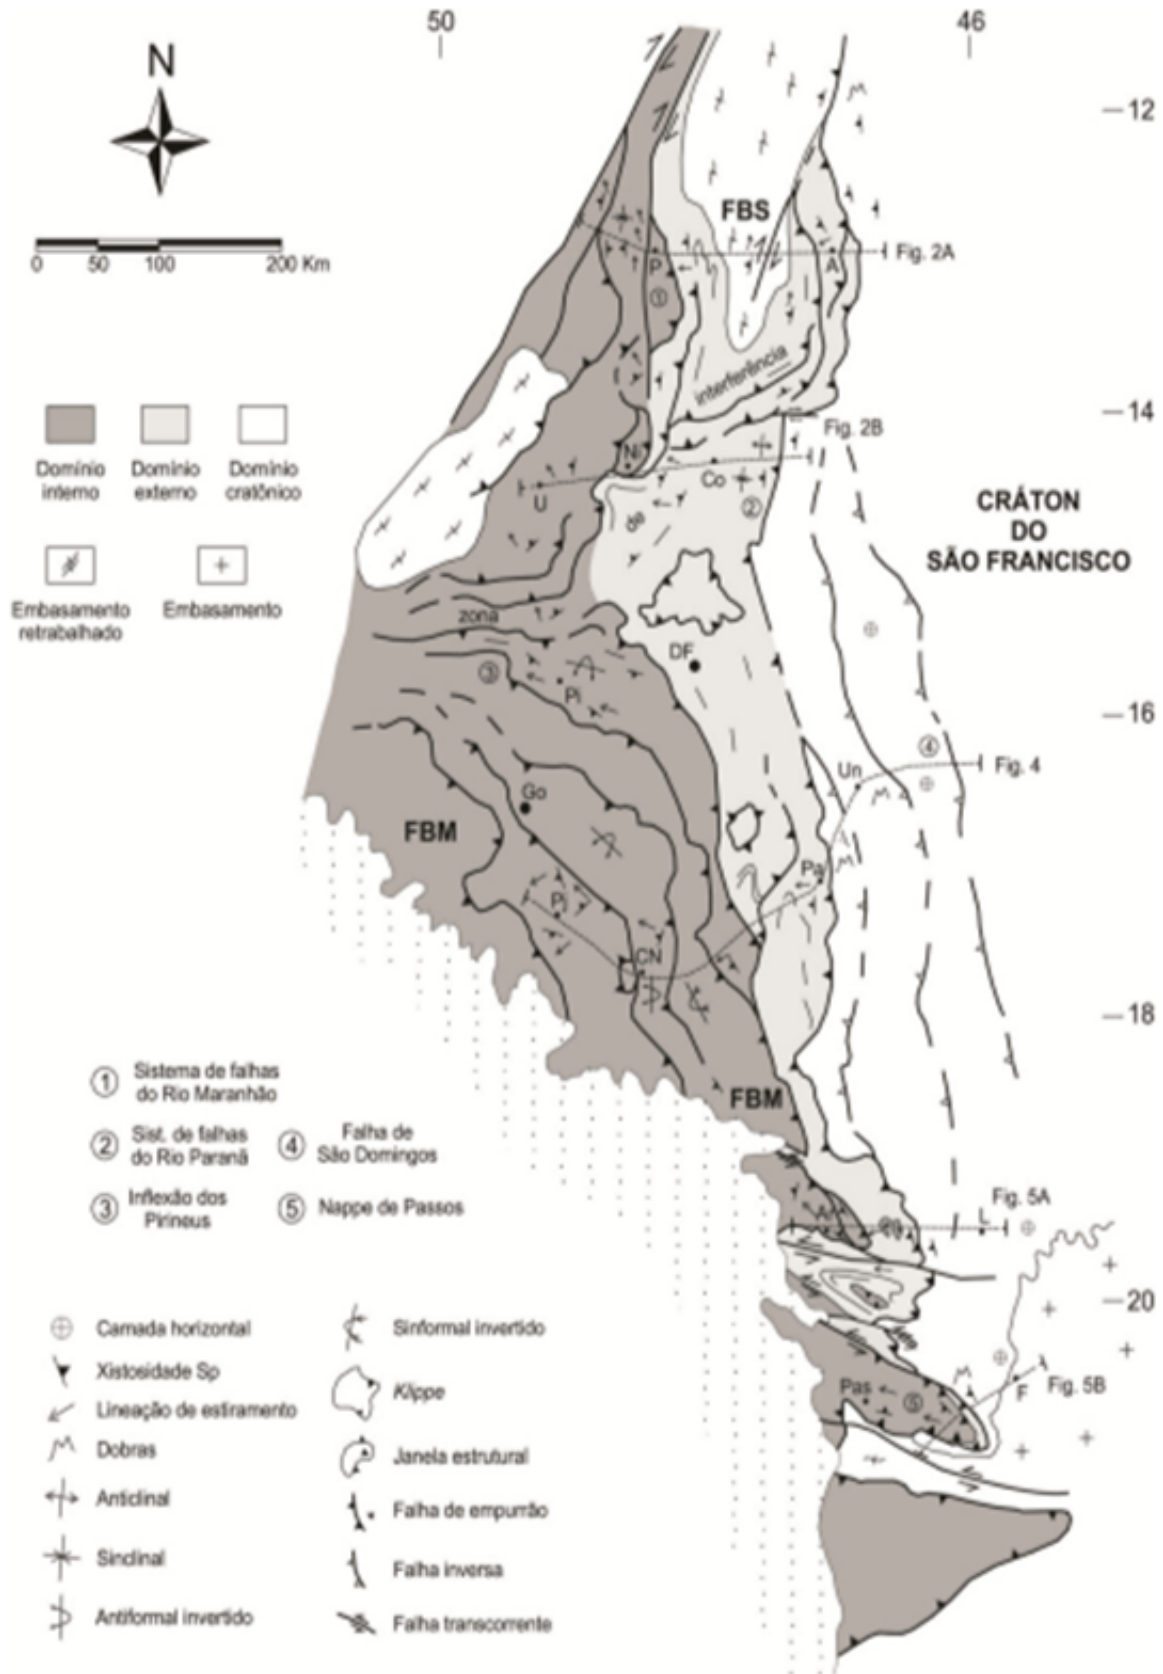 50
46
N
12
0 50 100 200 Km
FBS
Fig. 2A
P
A
1
interferência
14
Fig. 2B
Ni
Co
U
de
2
Domínio
interno
Domínio
externo
Domínio
cratônico
CRÁTON
DO
SÃO FRANCISCO
Embasamento
retrabalhado
Embasamento
zona
DF
3
Pi
16
4
Fig. 4
Un
Go
FBM
Pa
Pj
CN
18
FBM
1 Sistema de falhas
do Rio Maranhão
2 Sist. de falhas
do Rio Paranã
4 Falha de
São Domingos
3 Inflexão dos
Pirineus
5 Nappe de Passos
Fig. 5A
Ar
L
20
Camada horizontal
Xistosidade Sp
Lineação de estiramento
Dobras
Anticlinal
Sinclinal
Antiformal invertido
Sinformal invertido
Klippe
Janela estrutural
Falha de empurrão
Falha inversa
Falha transcorrente
Pas
5
F
Fig. 5B